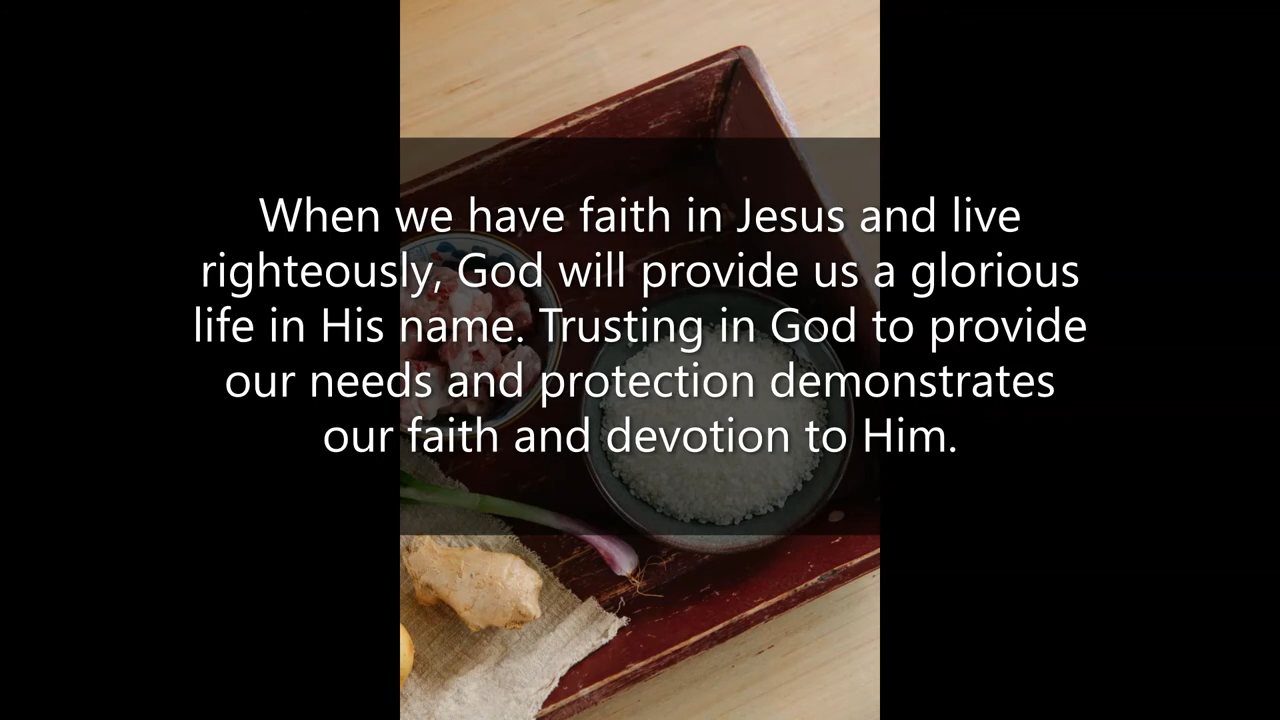 When we have faith in Jesus and live
righteously, God will provide us a glorious
life in His name. Trusting in God to provide
our needs and protection demonstrates
our faith and devotion to Him.